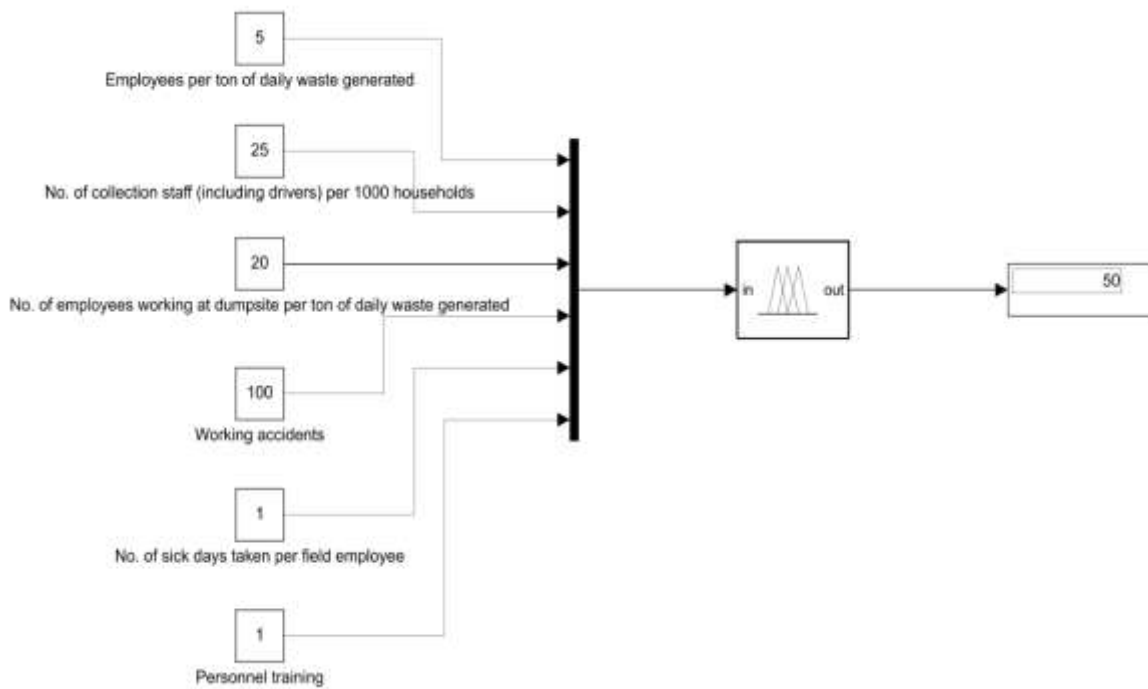 5
Employees per ton of daily waste generated
25
No. of collection staff (including drivers) per 1000 households
20
No. of employees working at dumpsite per ton of daily waste generated
in
out
50
100
Working accidents
1
No. of sick days taken per field employee
1
Personnel training